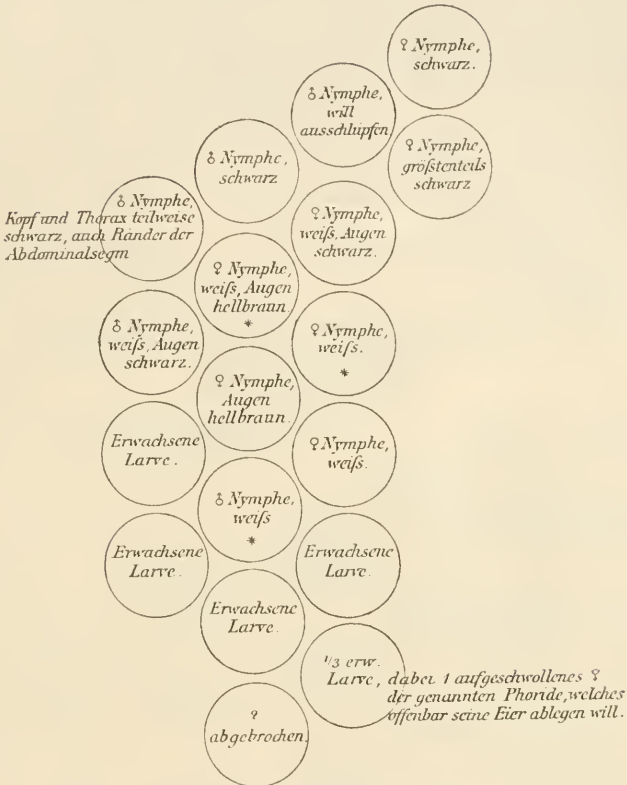 ♀ Nymphe,
schwarz.
♂ Nymphe,
will
ausschlüpfen
♀ Nymphe,
größtenteils
schwarz
♂ Nymphe,
schwarz
♂ Nymphe,
Kopf und Thorax teilweise
schwarz, auch Ränder der
Abdominalsegm
♀ Nymphe,
weiſs, Augen
schwarz.
♀ Nymphe,
weiſs, Augen
hellbraun.
*
♂ Nymphe,
weiſs, Augen
schwarz.
♀ Nymphe,
weiſs.
*
♀ Nymphe,
Augen
hellbraun.
Erwachsene
Larve.
♀ Nymphe,
weiſs.
♂ Nymphe,
weiſs
*
Erwachsene
Larve.
Erwachsene
Larve.
Erwachsene
Larve.
1/3 erw.
Larve, dabei 1 aufgeschwollenes ♀
der genannten Phoride, welches
offenbar seine Eier ablegen will.
?
abgebrochen.